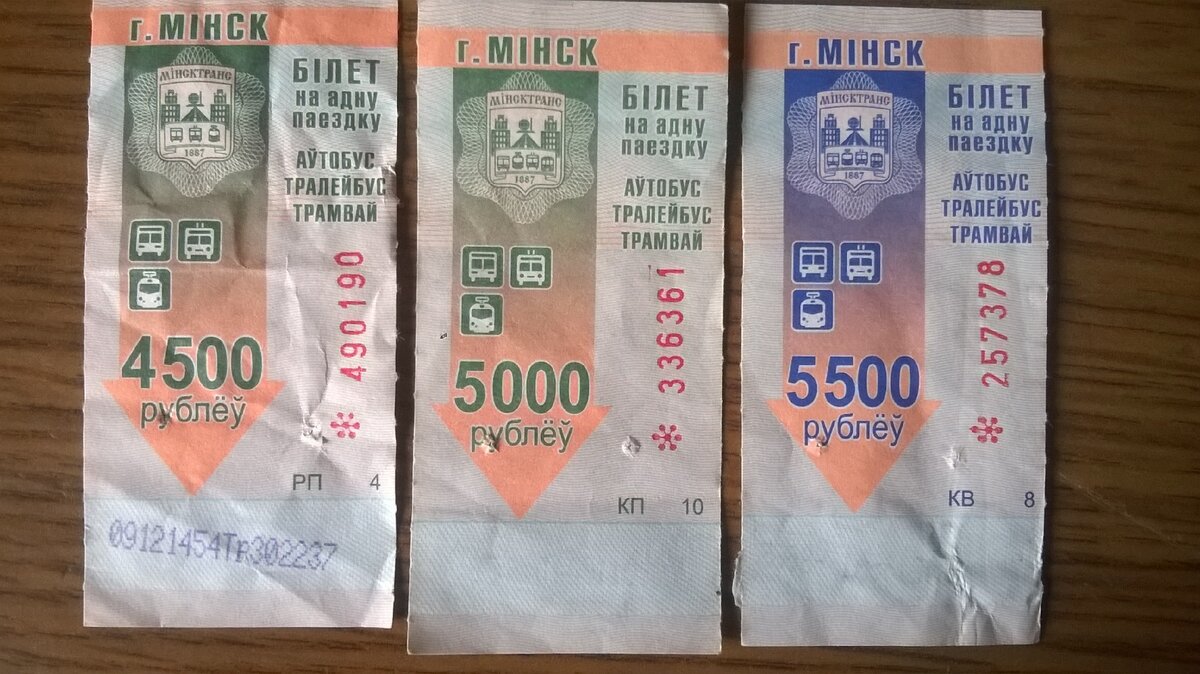 г. МІНСК
МІНСКТРАНС
1887
БІЛЕТ
на адну
паездку
АЎТОБУС
ТРАЛЕЙБУС
ТРАМВАЙ
490190
4500
рублёў
РП 4
09121454Тр302237
г. МІНСК
МІНСКТРАНС
1887
БІЛЕТ
на адну
паездку
АЎТОБУС
ТРАЛЕЙБУС
ТРАМВАЙ
336361
5000
рублёў
КП 10
г. МІНСК
МІНСКТРАНС
1887
БІЛЕТ
на адну
паездку
АЎТОБУС
ТРАЛЕЙБУС
ТРАМВАЙ
257378
5500
рублёў
КВ 8